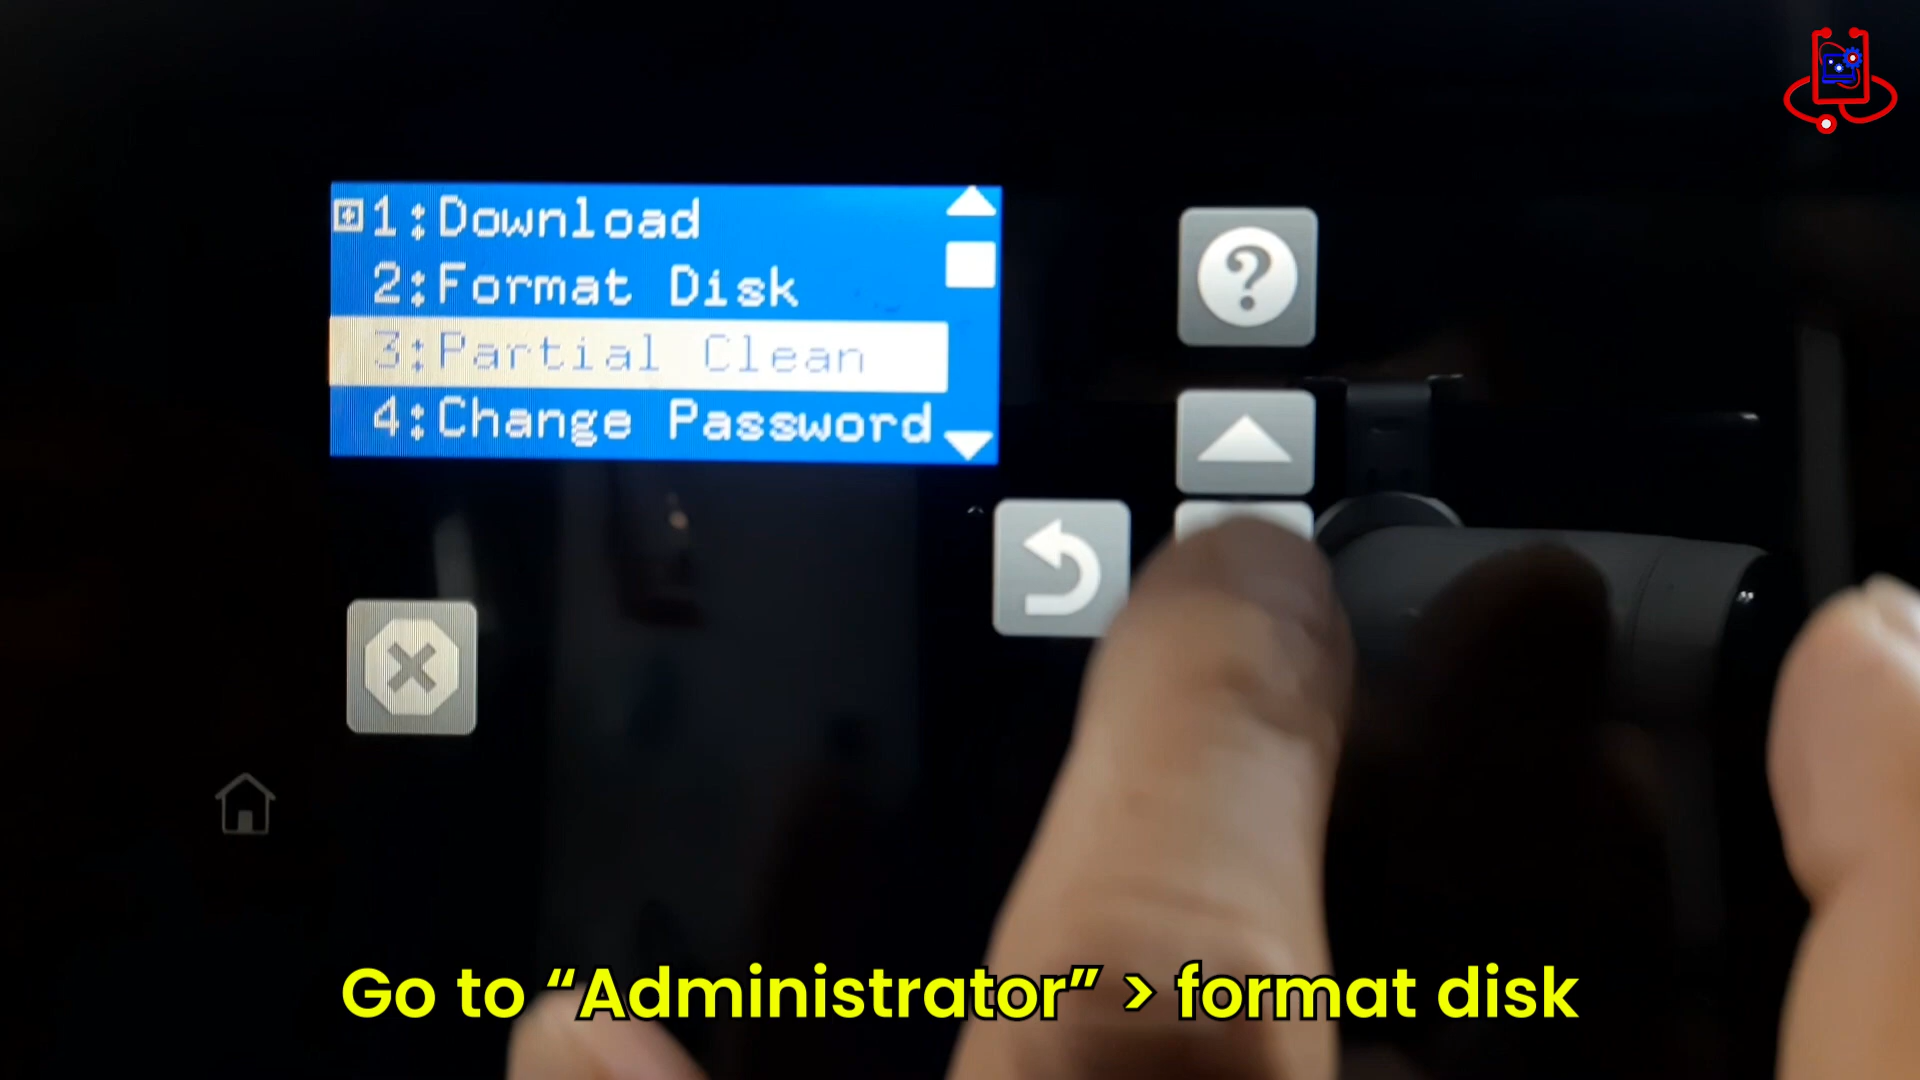 1:Download
2:Format Disk
3:Partial Clean
4:Change Password
?
Go to “Administrator” > format disk